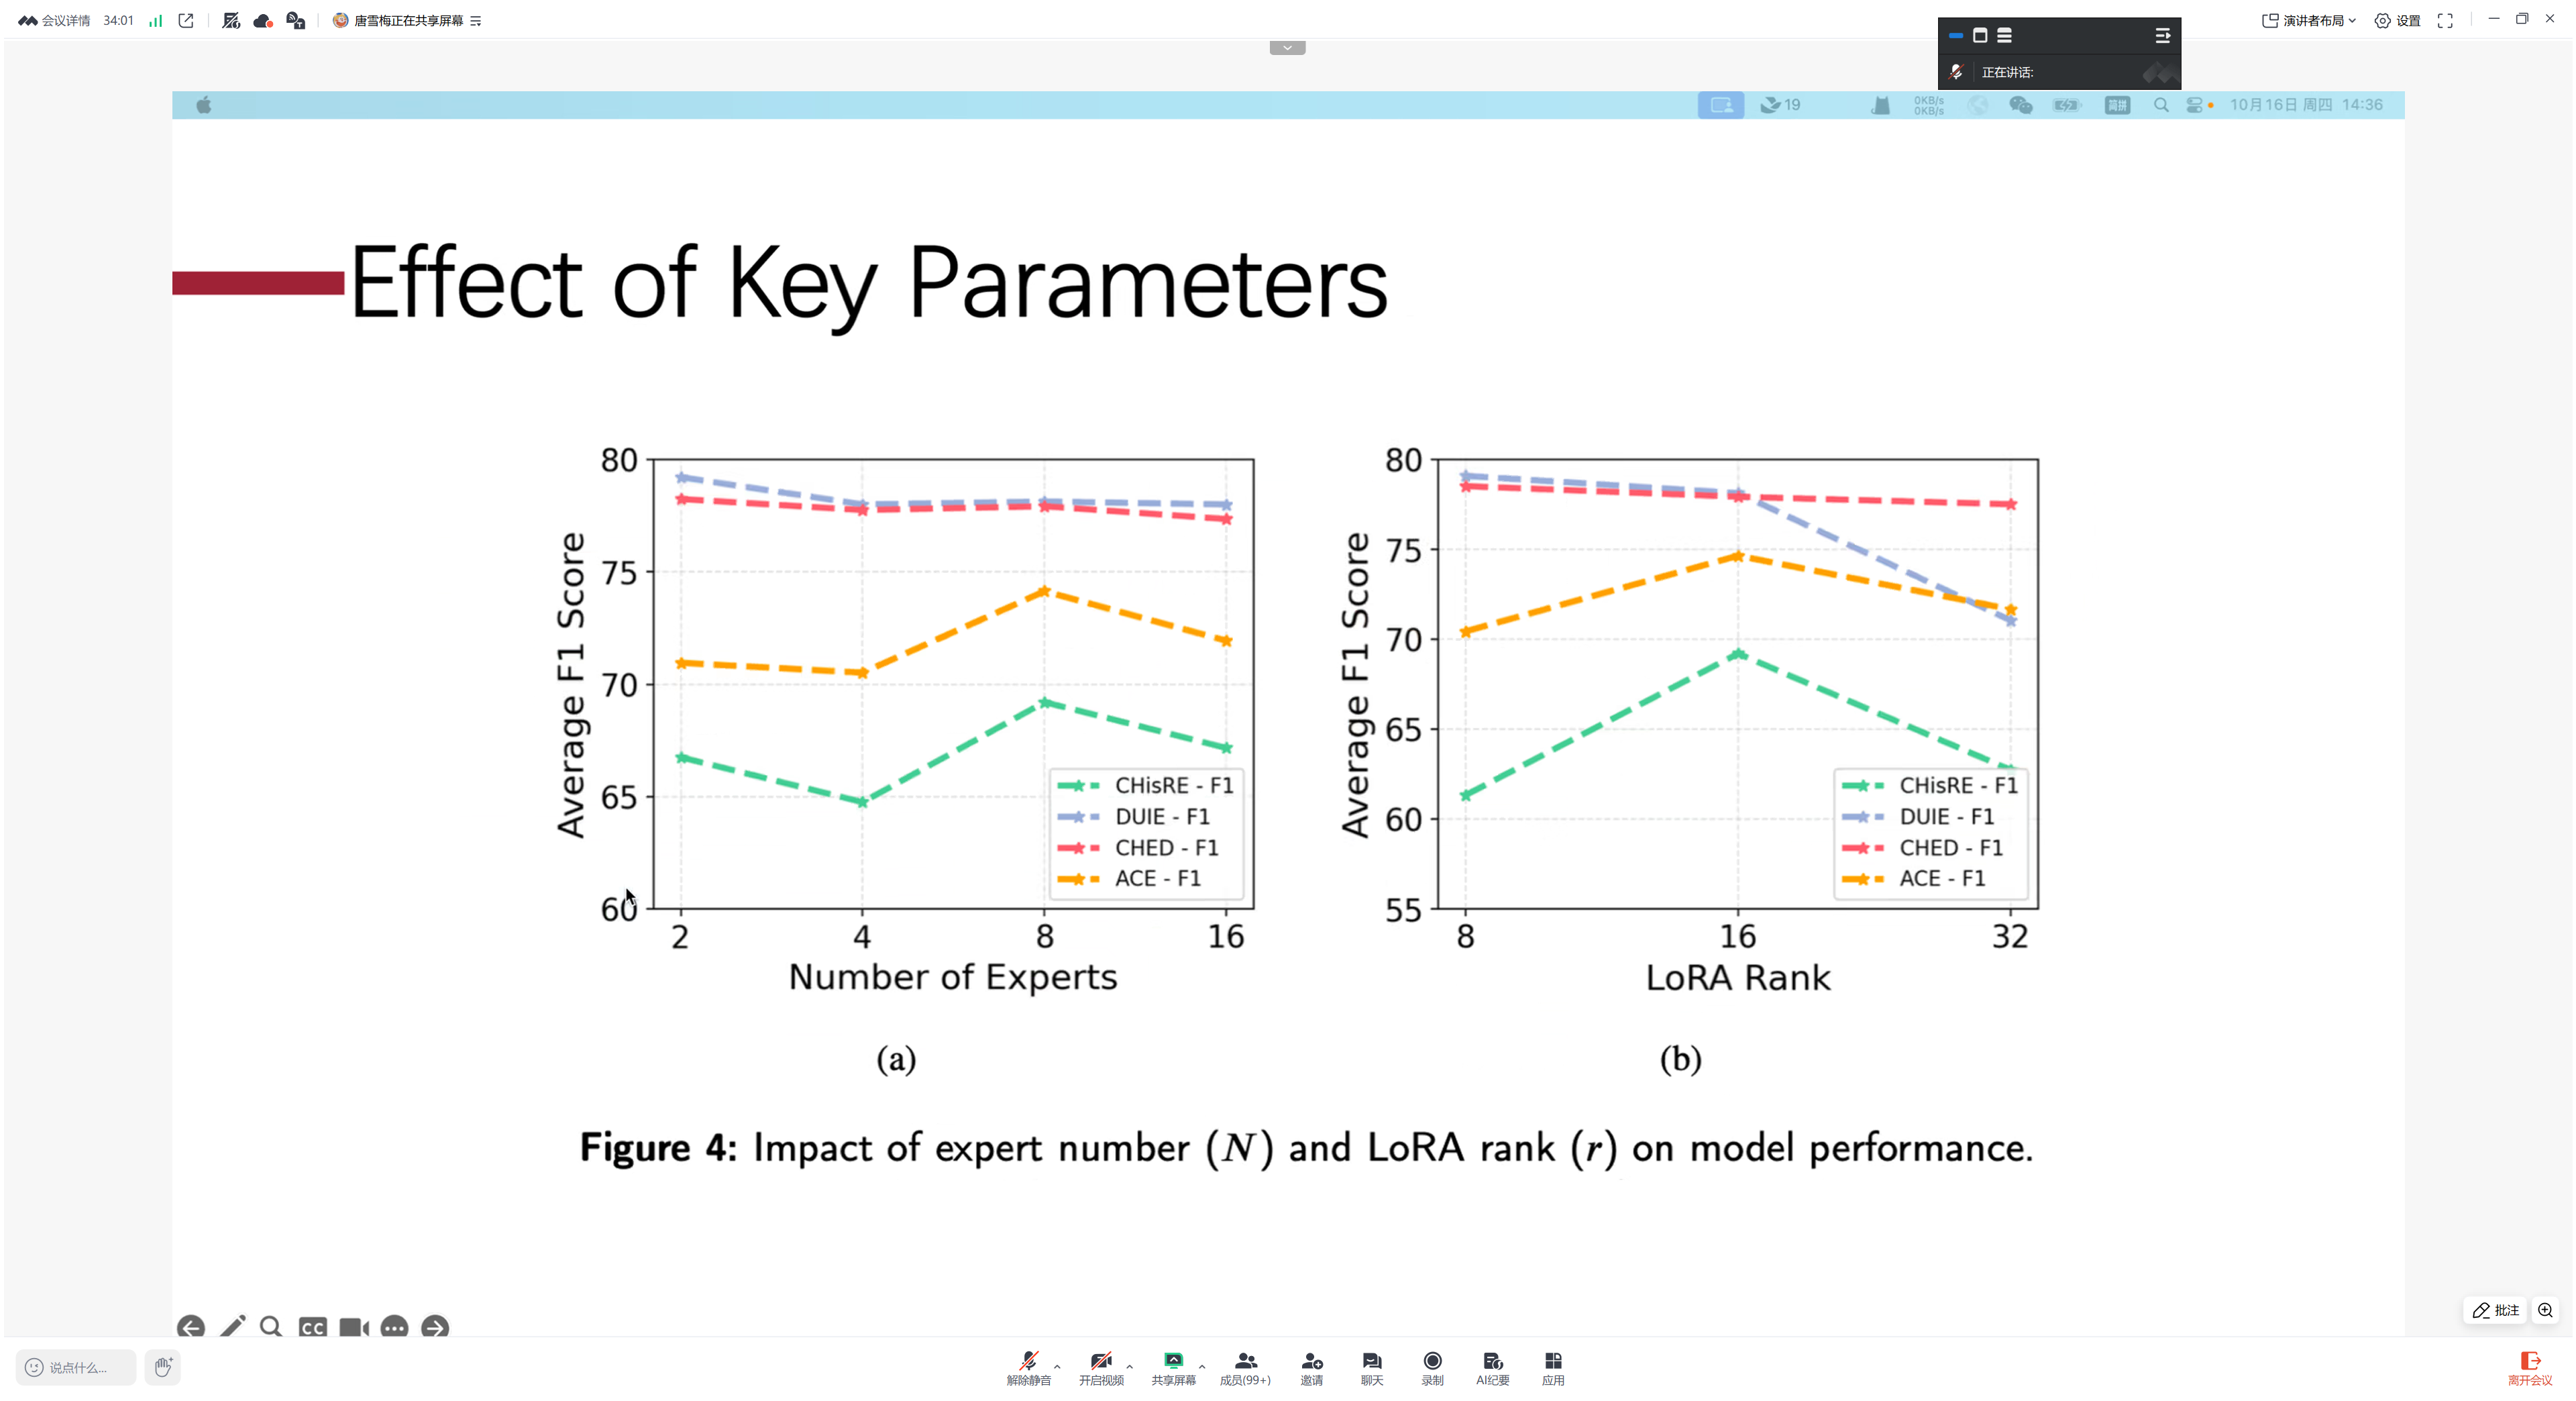 会议详情 34:01 唐雪梅正在共享屏幕 演讲者布局 设置
正在讲话:
19 0KB/s 0KB/s 简拼 10月16日 周四 14:36
Effect of Key Parameters
80
75
70
65
60
Average F1 Score
2 4 8 16
Number of Experts
CHisRE - F1
DUIE - F1
CHED - F1
ACE - F1
(a)
80
75
70
65
60
55
Average F1 Score
8 16 32
LoRA Rank
CHisRE - F1
DUIE - F1
CHED - F1
ACE - F1
(b)
Figure 4: Impact of expert number (N) and LoRA rank (r) on model performance.
CC
批注
说点什么...
解除静音 开启视频 共享屏幕 成员(99+) 邀请 聊天 录制 AI纪要 应用 离开会议